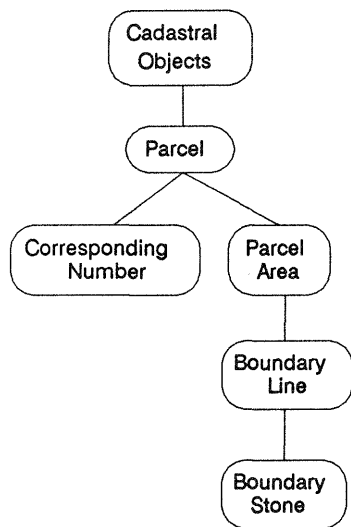 Cadastral
Objects
Parcel
Corresponding
Number
Parcel
Area
Boundary
Line
Boundary
Stone